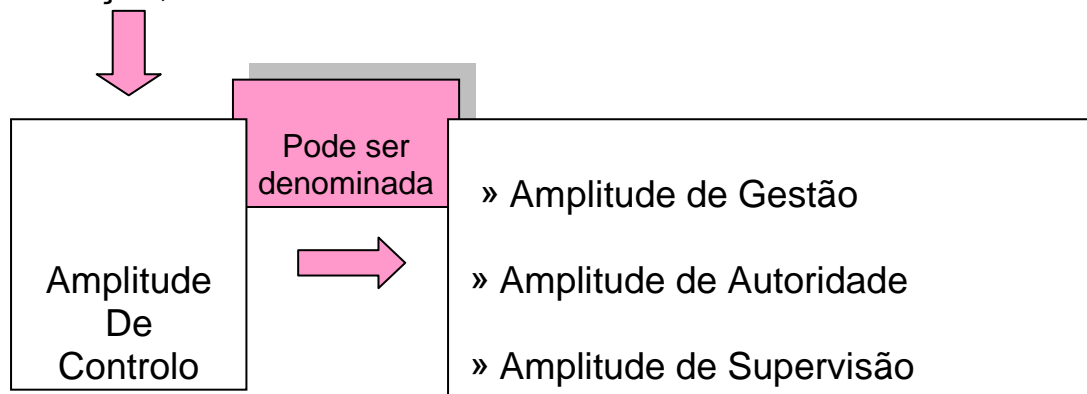 Pode ser
denominada
» Amplitude de Gestão
Amplitude
De
Controlo
» Amplitude de Autoridade
» Amplitude de Supervisão